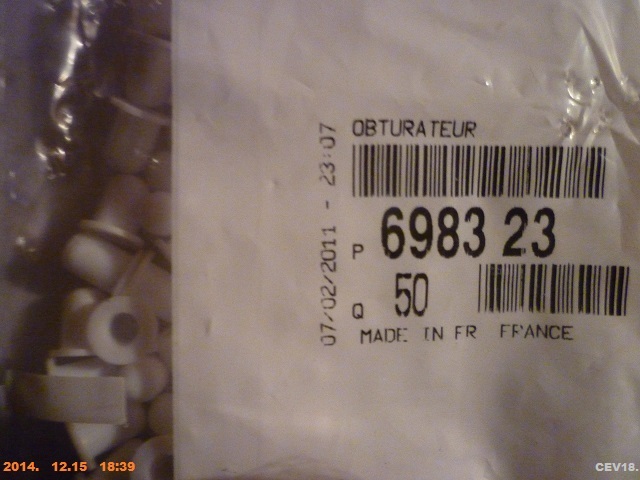 OBTURATEUR
07/02/2011 - 23:07
P 6983 23
Q 50
MADE IN FR FRANCE
2014. 12.15 18:39
CEV18.